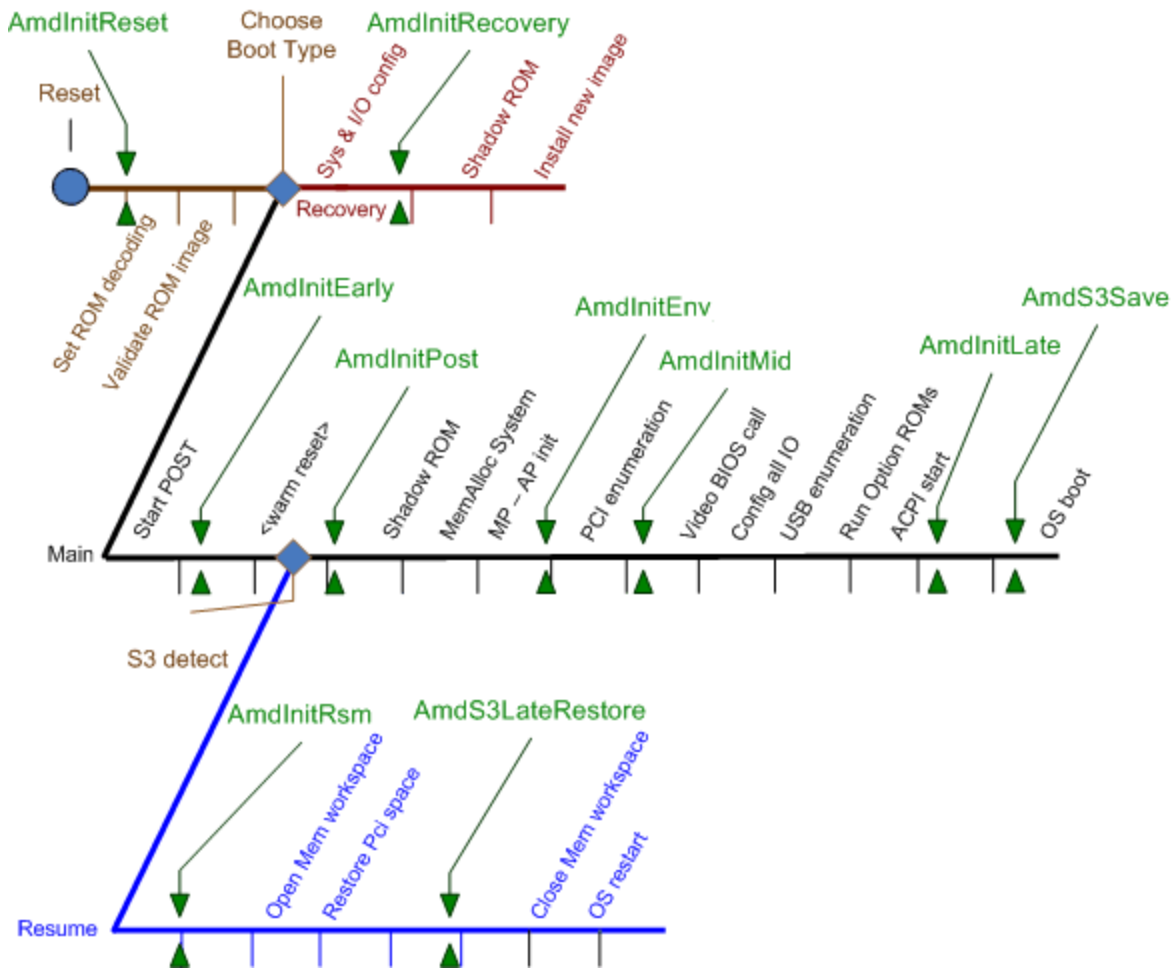 AmdInitReset
Choose
Boot Type
AmdInitRecovery
Reset
Sys & I/O config
Shadow ROM
Install new image
Recovery
Set ROM decoding
Validate ROM image
AmdInitEarly
AmdInitPost
AmdInitEnv
AmdInitMid
AmdInitLate
AmdS3Save
Main
Start POST
<warm reset>
Shadow ROM
MemAlloc System
MP – AP init
PCI enumeration
Video BIOS call
Config all IO
USB enumeration
Run Option ROMs
ACPI start
OS boot
S3 detect
AmdInitRsm
AmdS3LateRestore
Resume
Open Mem workspace
Restore Pci space
Close Mem workspace
OS restart